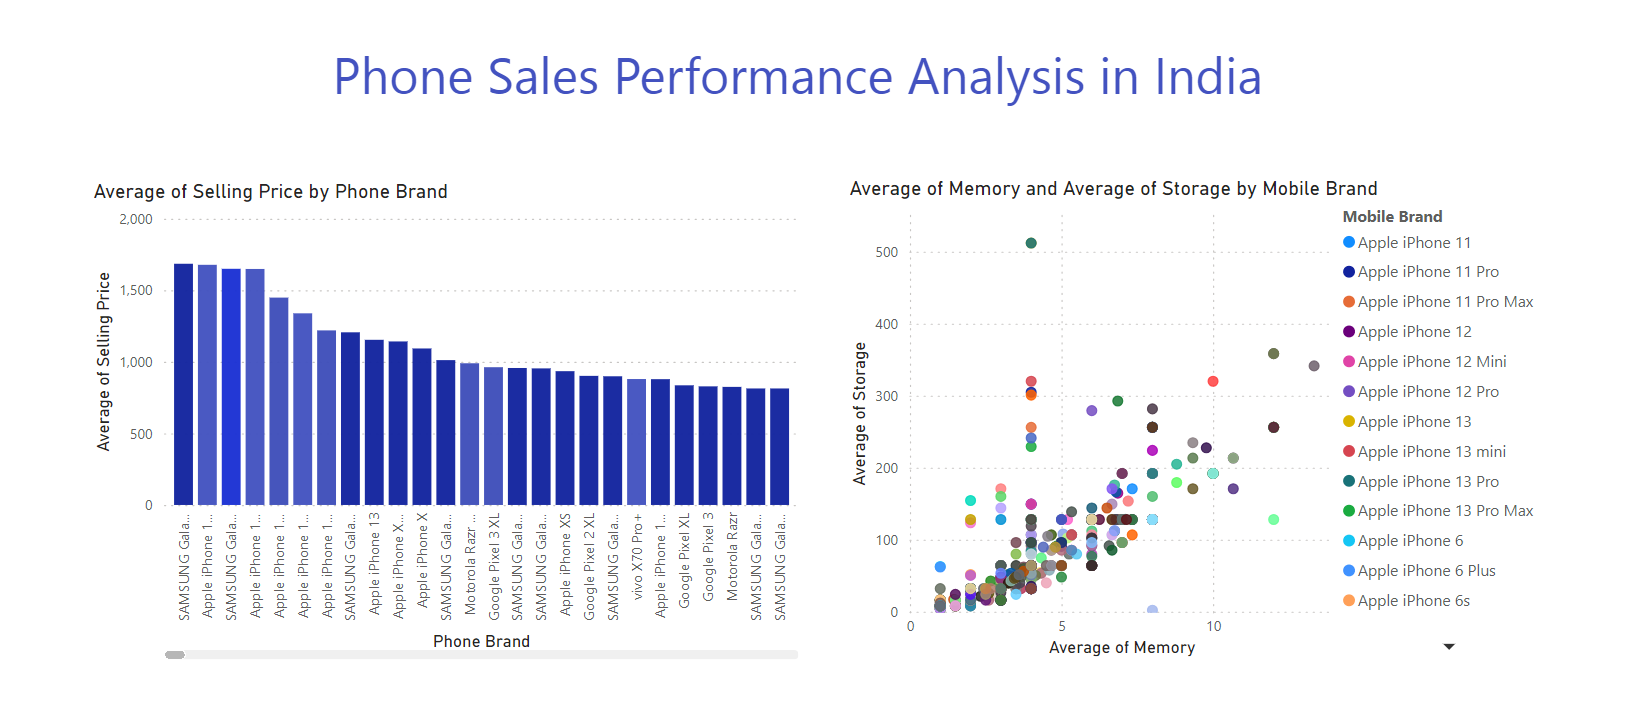 Phone Sales Performance Analysis in India
Average of Selling Price by Phone Brand
Average of Selling Price
2,000
1,500
1,000
500
0
SAMSUNG Gala...
Apple iPhone 1...
SAMSUNG Gala...
Apple iPhone 1...
Apple iPhone 1...
Apple iPhone 1...
Apple iPhone 1...
SAMSUNG Gala...
Apple iPhone 13
Apple iPhone X...
Apple iPhone X
SAMSUNG Gala...
Motorola Razr ...
Google Pixel 3 XL
SAMSUNG Gala...
SAMSUNG Gala...
Apple iPhone XS
Google Pixel 2 XL
SAMSUNG Gala...
vivo X70 Pro+
Apple iPhone 1...
Google Pixel XL
Google Pixel 3
Motorola Razr
SAMSUNG Gala...
SAMSUNG Gala...
Phone Brand
Average of Memory and Average of Storage by Mobile Brand
Average of Storage
500
400
300
200
100
0
0
5
10
Average of Memory
Mobile Brand
Apple iPhone 11
Apple iPhone 11 Pro
Apple iPhone 11 Pro Max
Apple iPhone 12
Apple iPhone 12 Mini
Apple iPhone 12 Pro
Apple iPhone 13
Apple iPhone 13 mini
Apple iPhone 13 Pro
Apple iPhone 13 Pro Max
Apple iPhone 6
Apple iPhone 6 Plus
Apple iPhone 6s